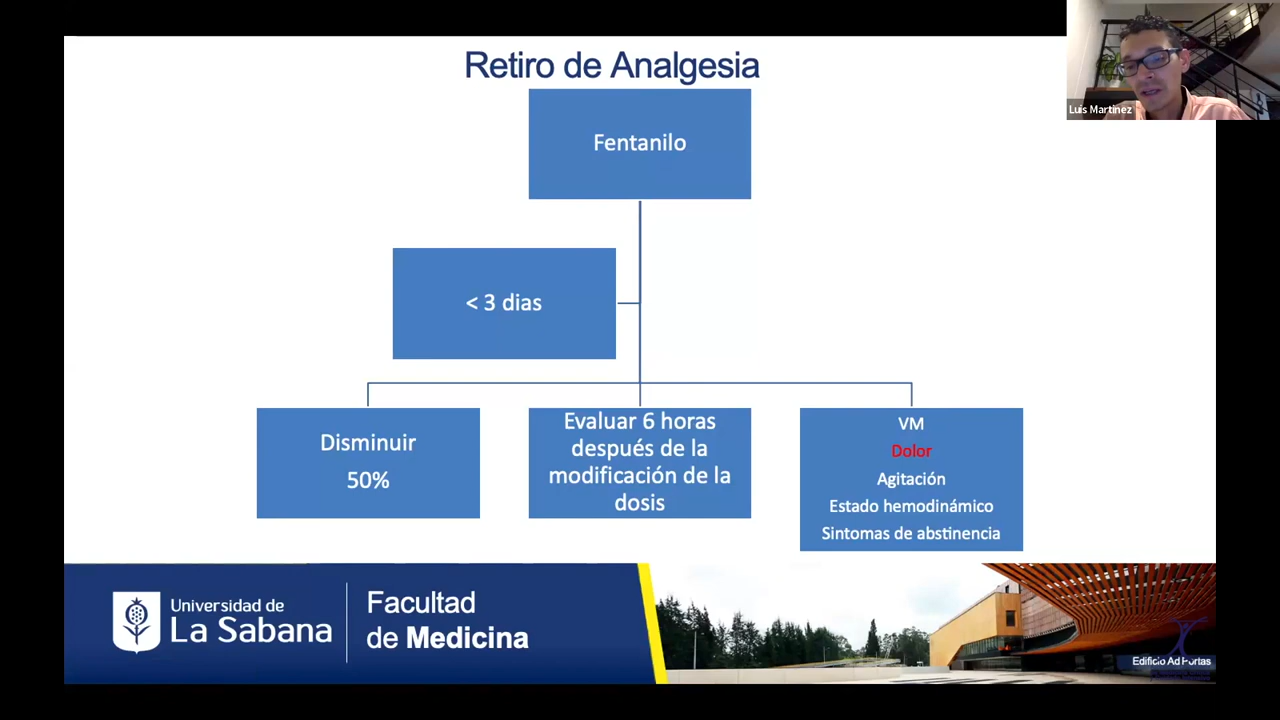 Retiro de Analgesia
Luis Martinez
Fentanilo
< 3 dias
Disminuir
50%
Evaluar 6 horas
después de la
modificación de la
dosis
VM
Dolor
Agitación
Estado hemodinámico
Sintomas de abstinencia
Universidad de
La Sabana
Facultad
de Medicina
Edificio Ad Portas